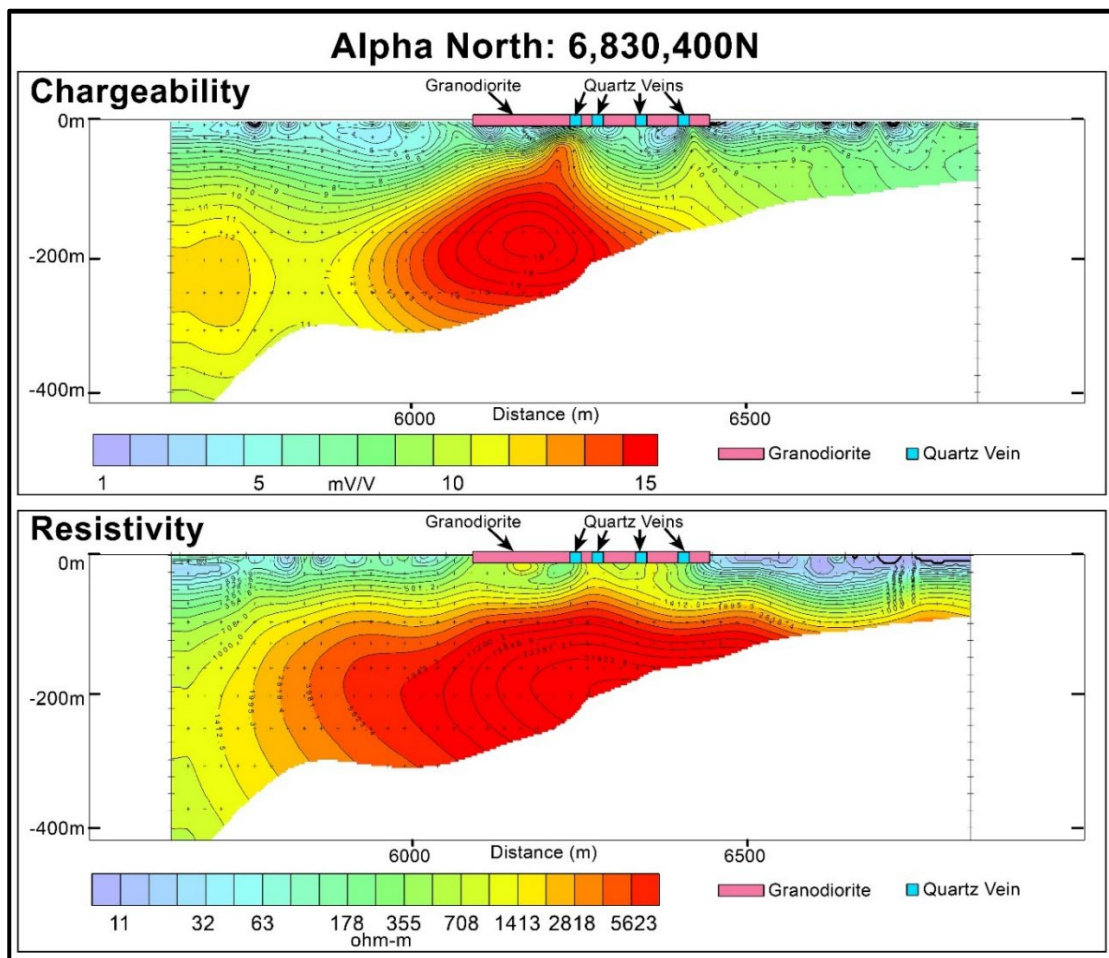 Alpha North: 6,830,400N
Chargeability
Granodiorite
Quartz Veins
0m
-200m
-400m
6000
Distance (m)
6500
1 5 mV/V 10 15
Granodiorite
Quartz Vein
Resistivity
Granodiorite
Quartz Veins
0m
-200m
-400m
6000
Distance (m)
6500
11 32 63 178 355 708 1413 2818 5623
ohm-m
Granodiorite
Quartz Vein